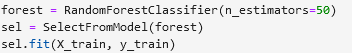 forest = RandomForestClassifier(n_estimators=50)
sel = SelectFromModel(forest)
sel.fit(X_train, y_train)